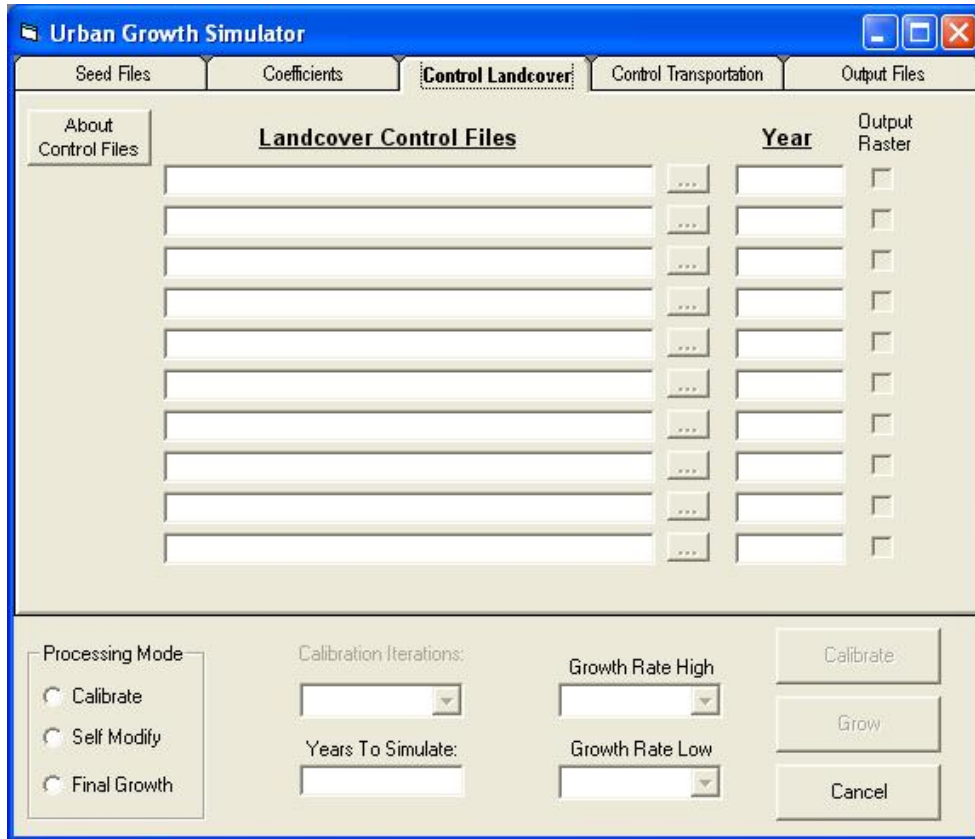 Urban Growth Simulator
Seed Files
Coefficients
Control Landcover
Control Transportation
Output Files
About
Control Files
Landcover Control Files
Year
Output
Raster
...
...
...
...
...
...
...
...
...
...
Processing Mode
Calibrate
Self Modify
Final Growth
Calibration Iterations:
Years To Simulate:
Growth Rate High
Growth Rate Low
Calibrate
Grow
Cancel